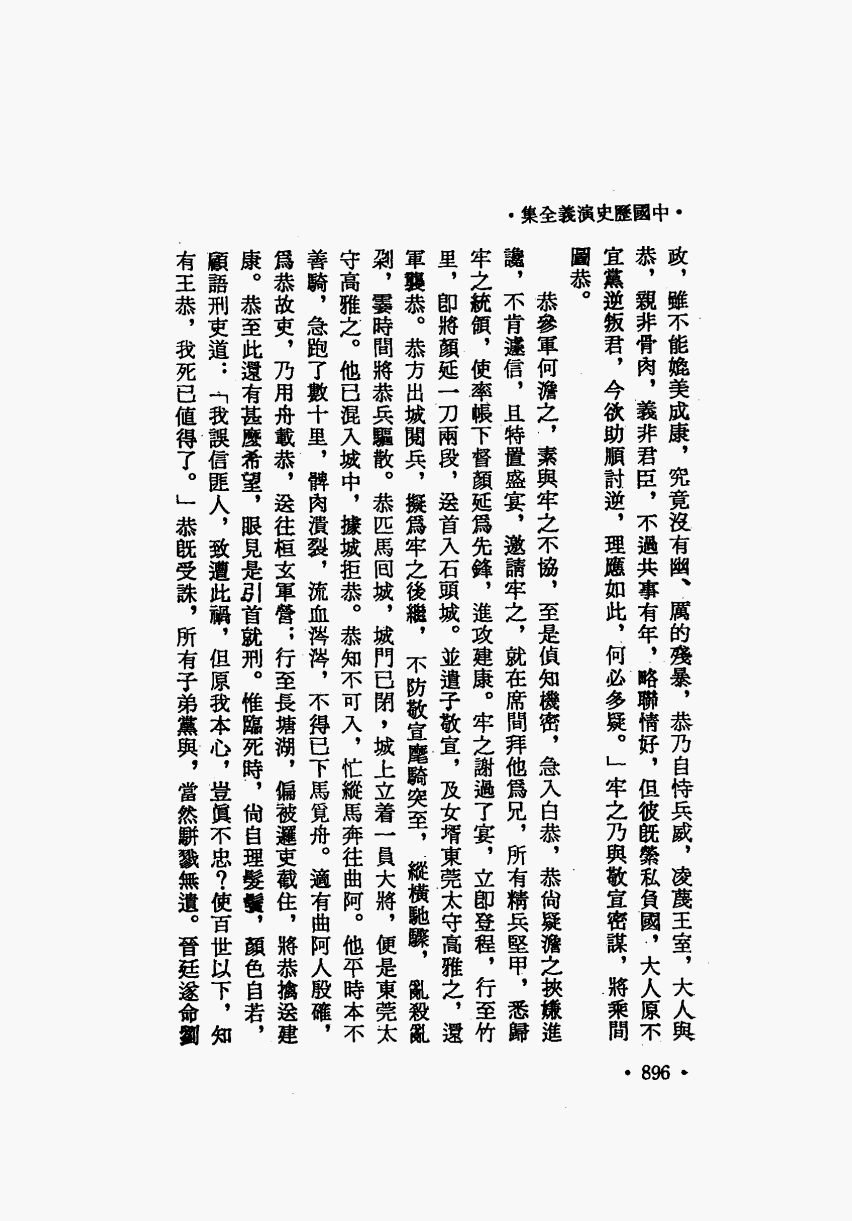 ·中國歷史演義全集·
政，雖不能媲美成康，究竟沒有幽、厲的殘暴，恭乃自恃兵威，凌蔑王室，大人與
恭，親非骨肉，義非君臣，不過共事有年，略聯情好，但彼既縈私負國，大人原不
宜黨逆叛君，今欲助順討逆，理應如此，何必多疑。」牢之乃與敬宣密謀，將乘間
圖恭。
恭參軍何澹之，素與牢之不協，至是偵知機密，急入白恭，恭尙疑澹之挾嫌進
讒，不肯遽信，且特置盛宴，邀請牢之，就在席間拜他爲兄，所有精兵堅甲，悉歸
牢之統領，使率帳下督顏延爲先鋒，進攻建康。牢之謝過了宴，立卽登程，行至竹
里，卽將顏延一刀兩段，送首入石頭城。並遣子敬宣，及女壻東莞太守高雅之，還
軍襲恭。恭方出城閱兵，擬爲牢之後繼，不防敬宣麾騎突至，縱橫馳驟，亂殺亂
剁，霎時間將恭兵驅散。恭匹馬回城，城門已閉，城上立着一員大將，便是東莞太
守高雅之。他已混入城中，據城拒恭。恭知不可入，忙縱馬奔往曲阿。他平時本不
善騎，急跑了數十里，髀肉潰裂，流血涔涔，不得已下馬覓舟。適有曲阿人殷確，
爲恭故吏，乃用舟載恭，送往桓玄軍營；行至長塘湖，偏被邏吏截住，將恭擒送建
康。恭至此還有甚麼希望，眼見是引首就刑。惟臨死時，尙自理髮鬢，顏色自若，
顧語刑吏道：「我誤信匪人，致遭此禍，但原我本心，豈眞不忠？使百世以下，知
有王恭，我死已値得了。」恭既受誅，所有子弟黨與，當然駢戮無遺。晉廷遂命劉
·896·